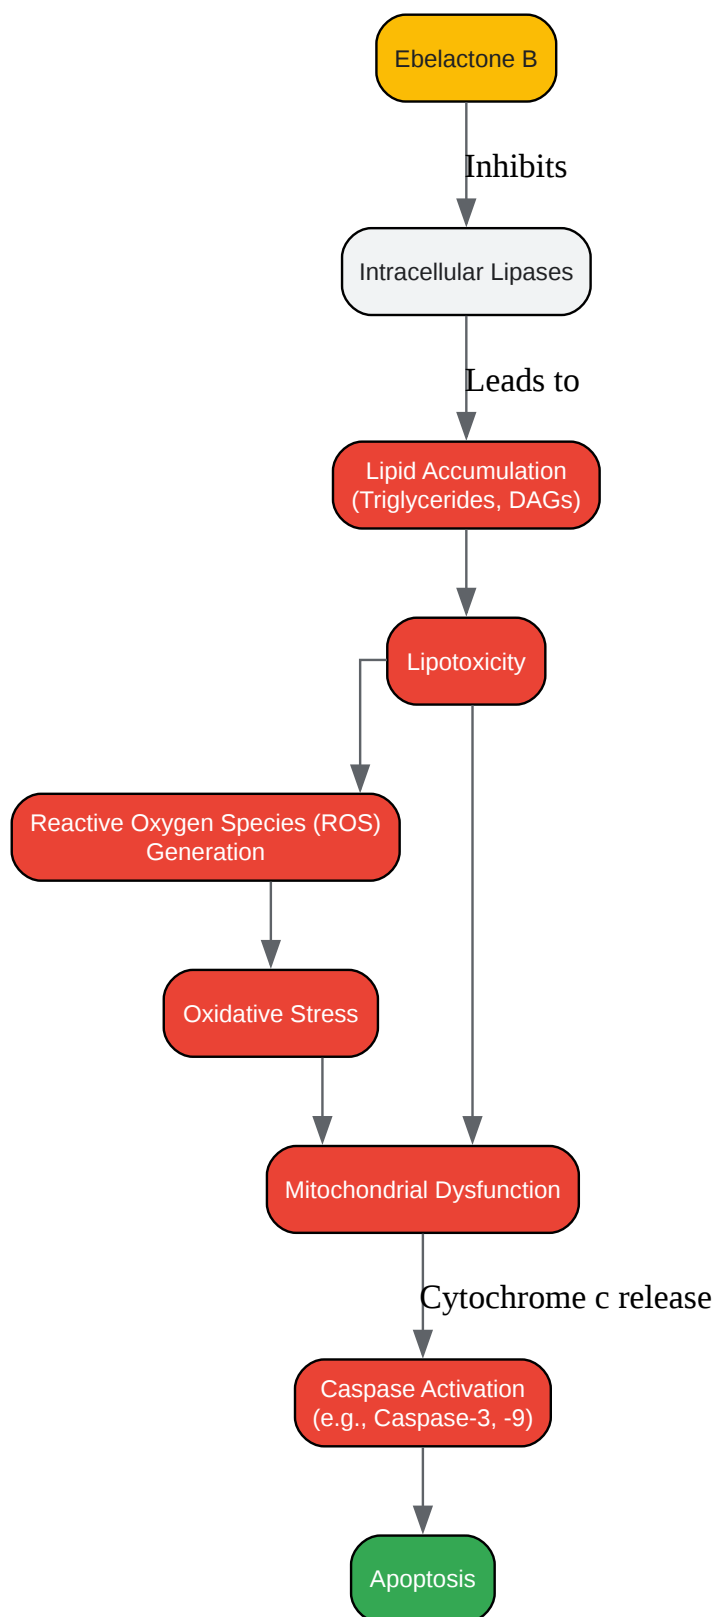 Ebelactone B
Inhibits
Intracellular Lipases
Leads to
Lipid Accumulation
(Triglycerides, DAGs)
Lipotoxicity
Reactive Oxygen Species (ROS)
Generation
Oxidative Stress
Mitochondrial Dysfunction
Cytochrome c release
Caspase Activation
(e.g., Caspase-3, -9)
Apoptosis